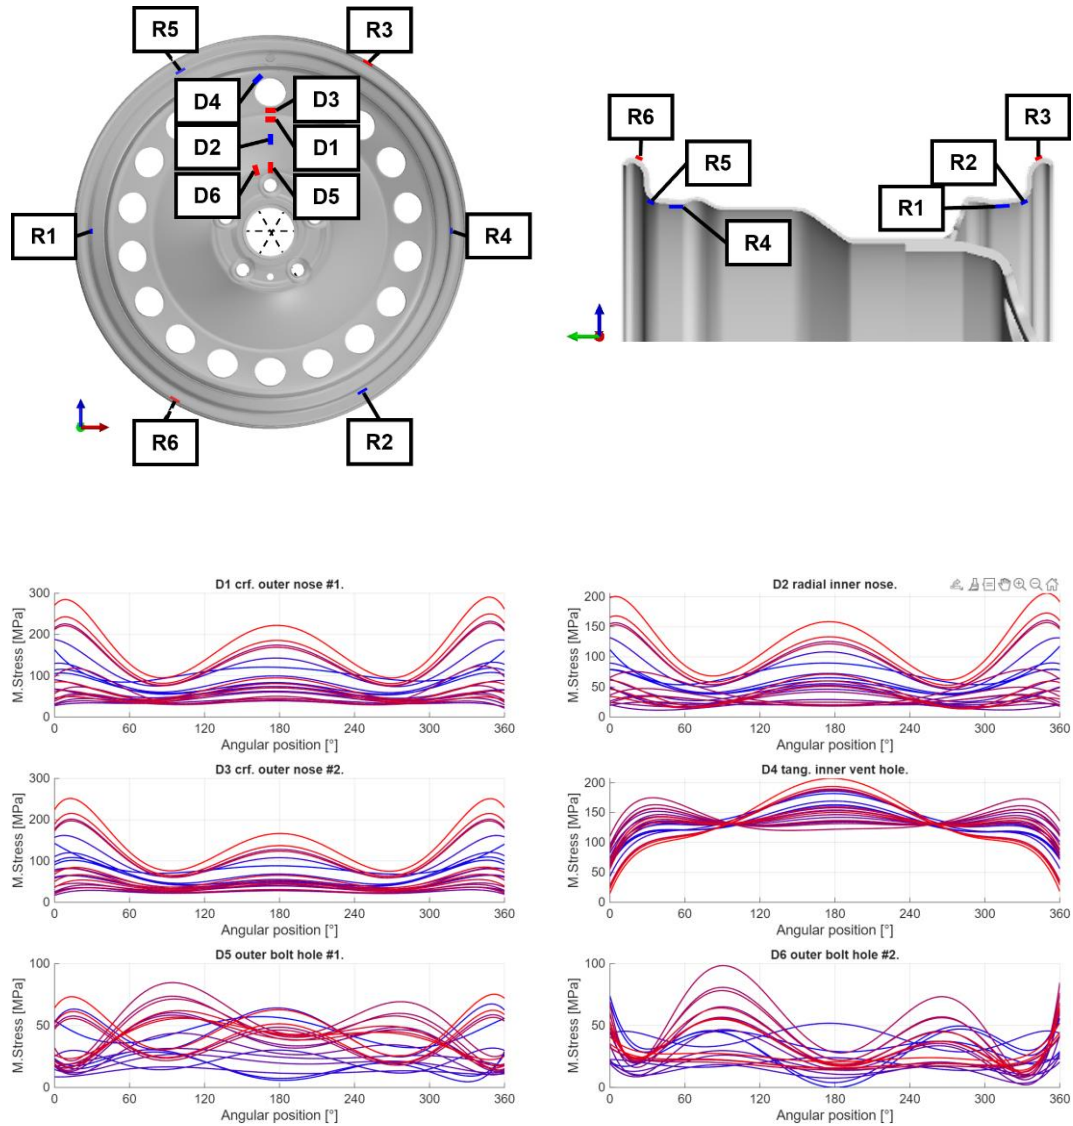 R5
R3
D4
D3
D2
D1
D6
D5
R1
R4
R6
R2
R6
R3
R5
R2
R1
R4
D1 crf. outer nose #1.
M.Stress [MPa]
300
200
100
0
0 60 120 180 240 300 360
Angular position [°]
D2 radial inner nose.
M.Stress [MPa]
200
150
100
50
0
0 60 120 180 240 300 360
Angular position [°]
D3 crf. outer nose #2.
M.Stress [MPa]
300
200
100
0
0 60 120 180 240 300 360
Angular position [°]
D4 tang. inner vent hole.
M.Stress [MPa]
200
150
100
50
0
0 60 120 180 240 300 360
Angular position [°]
D5 outer bolt hole #1.
M.Stress [MPa]
100
50
0
0 60 120 180 240 300 360
Angular position [°]
D6 outer bolt hole #2.
M.Stress [MPa]
100
50
0
0 60 120 180 240 300 360
Angular position [°]